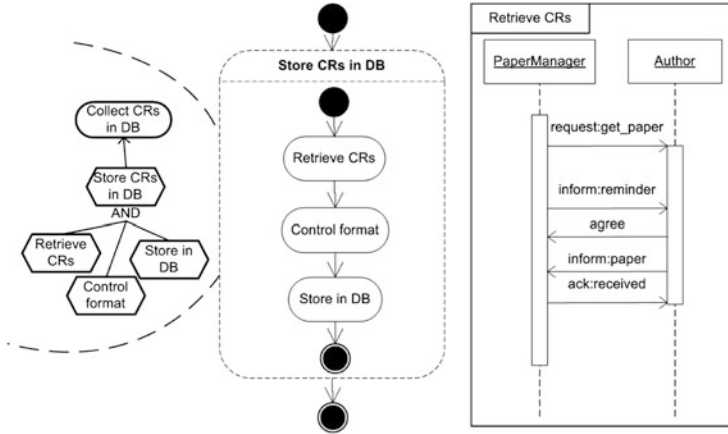 Collect CRs
in DB
Store CRs
in DB
AND
Retrieve
CRs
Control
format
Store in
DB
Store CRs in DB
Retrieve CRs
Control format
Store in DB
Retrieve CRs
PaperManager
Author
request:get_paper
inform:reminder
agree
inform:paper
ack:received